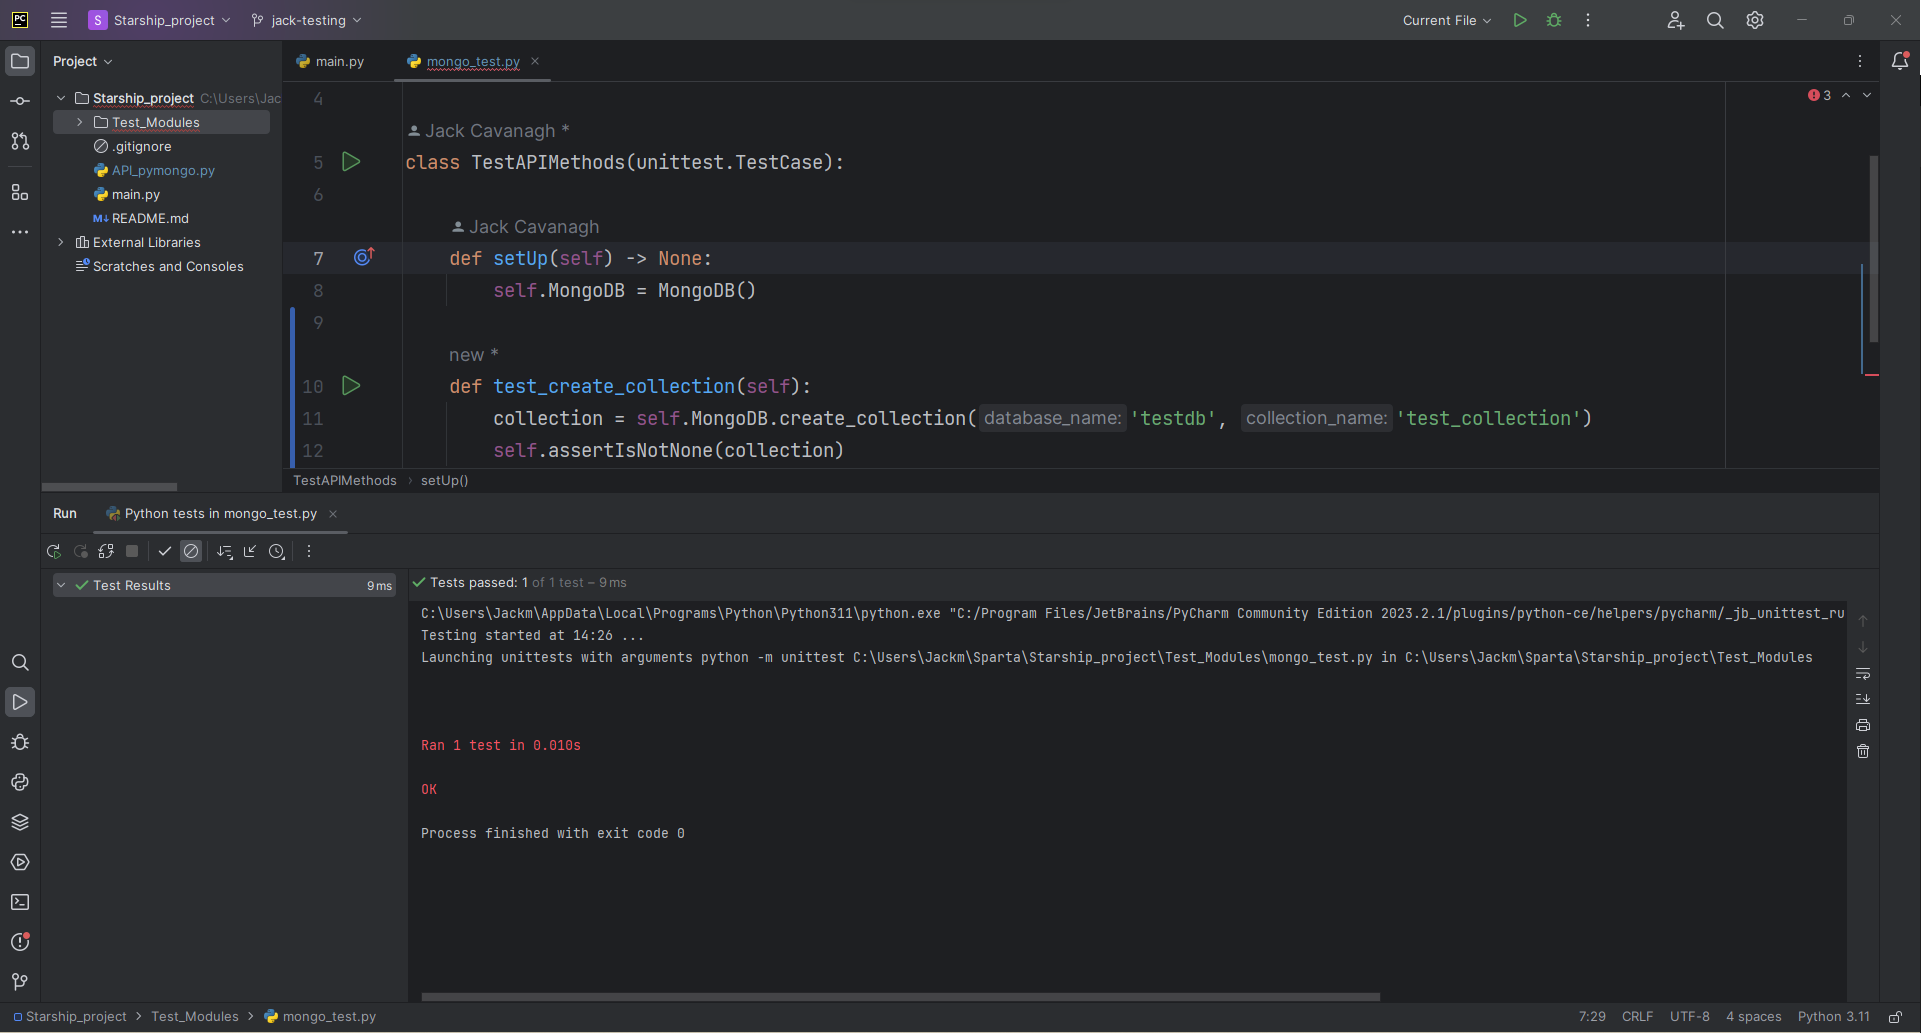 PC
S Starship_project jack-testing Current File
Project
main.py mongo_test.py
Starship_project C:\Users\Jac
Test_Modules
.gitignore
API_pymongo.py
main.py
M↓ README.md
External Libraries
Scratches and Consoles
3
4
Jack Cavanagh *
5 class TestAPIMethods(unittest.TestCase):
6
Jack Cavanagh
7 def setUp(self) -> None:
8 self.MongoDB = MongoDB()
9
new *
10 def test_create_collection(self):
11 collection = self.MongoDB.create_collection( database_name: 'testdb', collection_name: 'test_collection')
12 self.assertIsNotNone(collection)
TestAPIMethods › setUp()
Run Python tests in mongo_test.py
Test Results 9 ms
Tests passed: 1 of 1 test – 9 ms
C:\Users\Jackm\AppData\Local\Programs\Python\Python311\python.exe "C:/Program Files/JetBrains/PyCharm Community Edition 2023.2.1/plugins/python-ce/helpers/pycharm/_jb_unittest_ru
Testing started at 14:26 ...
Launching unittests with arguments python -m unittest C:\Users\Jackm\Sparta\Starship_project\Test_Modules\mongo_test.py in C:\Users\Jackm\Sparta\Starship_project\Test_Modules
Ran 1 test in 0.010s
OK
Process finished with exit code 0
Starship_project › Test_Modules › mongo_test.py 7:29 CRLF UTF-8 4 spaces Python 3.11